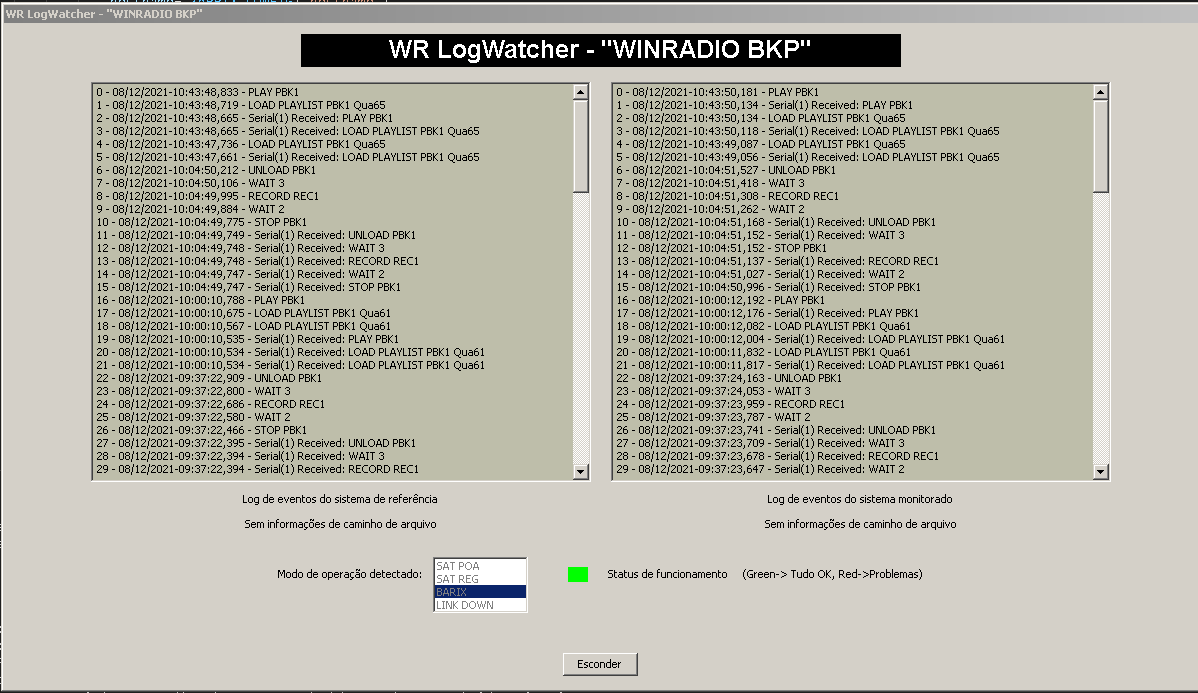 WR LogWatcher - "WINRADIO BKP"
WR LogWatcher - "WINRADIO BKP"
0 - 08/12/2021-10:43:48,833 - PLAY PBK1
1 - 08/12/2021-10:43:48,719 - LOAD PLAYLIST PBK1 Qua65
2 - 08/12/2021-10:43:48,665 - Serial(1) Received: PLAY PBK1
3 - 08/12/2021-10:43:48,665 - Serial(1) Received: LOAD PLAYLIST PBK1 Qua65
4 - 08/12/2021-10:43:47,736 - LOAD PLAYLIST PBK1 Qua65
5 - 08/12/2021-10:43:47,661 - Serial(1) Received: LOAD PLAYLIST PBK1 Qua65
6 - 08/12/2021-10:04:50,212 - UNLOAD PBK1
7 - 08/12/2021-10:04:50,106 - WAIT 3
8 - 08/12/2021-10:04:49,995 - RECORD REC1
9 - 08/12/2021-10:04:49,884 - WAIT 2
10 - 08/12/2021-10:04:49,775 - STOP PBK1
11 - 08/12/2021-10:04:49,749 - Serial(1) Received: UNLOAD PBK1
12 - 08/12/2021-10:04:49,748 - Serial(1) Received: WAIT 3
13 - 08/12/2021-10:04:49,748 - Serial(1) Received: RECORD REC1
14 - 08/12/2021-10:04:49,747 - Serial(1) Received: WAIT 2
15 - 08/12/2021-10:04:49,747 - Serial(1) Received: STOP PBK1
16 - 08/12/2021-10:00:10,788 - PLAY PBK1
17 - 08/12/2021-10:00:10,675 - LOAD PLAYLIST PBK1 Qua61
18 - 08/12/2021-10:00:10,567 - LOAD PLAYLIST PBK1 Qua61
19 - 08/12/2021-10:00:10,535 - Serial(1) Received: PLAY PBK1
20 - 08/12/2021-10:00:10,534 - Serial(1) Received: LOAD PLAYLIST PBK1 Qua61
21 - 08/12/2021-10:00:10,534 - Serial(1) Received: LOAD PLAYLIST PBK1 Qua61
22 - 08/12/2021-09:37:22,909 - UNLOAD PBK1
23 - 08/12/2021-09:37:22,800 - WAIT 3
24 - 08/12/2021-09:37:22,686 - RECORD REC1
25 - 08/12/2021-09:37:22,580 - WAIT 2
26 - 08/12/2021-09:37:22,466 - STOP PBK1
27 - 08/12/2021-09:37:22,395 - Serial(1) Received: UNLOAD PBK1
28 - 08/12/2021-09:37:22,394 - Serial(1) Received: WAIT 3
29 - 08/12/2021-09:37:22,394 - Serial(1) Received: RECORD REC1
Log de eventos do sistema de referência
Sem informações de caminho de arquivo
0 - 08/12/2021-10:43:50,181 - PLAY PBK1
1 - 08/12/2021-10:43:50,134 - Serial(1) Received: PLAY PBK1
2 - 08/12/2021-10:43:50,134 - LOAD PLAYLIST PBK1 Qua65
3 - 08/12/2021-10:43:50,118 - Serial(1) Received: LOAD PLAYLIST PBK1 Qua65
4 - 08/12/2021-10:43:49,087 - LOAD PLAYLIST PBK1 Qua65
5 - 08/12/2021-10:43:49,056 - Serial(1) Received: LOAD PLAYLIST PBK1 Qua65
6 - 08/12/2021-10:04:51,527 - UNLOAD PBK1
7 - 08/12/2021-10:04:51,418 - WAIT 3
8 - 08/12/2021-10:04:51,308 - RECORD REC1
9 - 08/12/2021-10:04:51,262 - WAIT 2
10 - 08/12/2021-10:04:51,168 - Serial(1) Received: UNLOAD PBK1
11 - 08/12/2021-10:04:51,152 - Serial(1) Received: WAIT 3
12 - 08/12/2021-10:04:51,152 - STOP PBK1
13 - 08/12/2021-10:04:51,137 - Serial(1) Received: RECORD REC1
14 - 08/12/2021-10:04:51,027 - Serial(1) Received: WAIT 2
15 - 08/12/2021-10:04:50,996 - Serial(1) Received: STOP PBK1
16 - 08/12/2021-10:00:12,192 - PLAY PBK1
17 - 08/12/2021-10:00:12,176 - Serial(1) Received: PLAY PBK1
18 - 08/12/2021-10:00:12,082 - LOAD PLAYLIST PBK1 Qua61
19 - 08/12/2021-10:00:12,004 - Serial(1) Received: LOAD PLAYLIST PBK1 Qua61
20 - 08/12/2021-10:00:11,832 - LOAD PLAYLIST PBK1 Qua61
21 - 08/12/2021-10:00:11,817 - Serial(1) Received: LOAD PLAYLIST PBK1 Qua61
22 - 08/12/2021-09:37:24,163 - UNLOAD PBK1
23 - 08/12/2021-09:37:24,053 - WAIT 3
24 - 08/12/2021-09:37:23,959 - RECORD REC1
25 - 08/12/2021-09:37:23,787 - WAIT 2
26 - 08/12/2021-09:37:23,741 - Serial(1) Received: UNLOAD PBK1
27 - 08/12/2021-09:37:23,709 - Serial(1) Received: WAIT 3
28 - 08/12/2021-09:37:23,678 - Serial(1) Received: RECORD REC1
29 - 08/12/2021-09:37:23,647 - Serial(1) Received: WAIT 2
Log de eventos do sistema monitorado
Sem informações de caminho de arquivo
Modo de operação detectado:
SAT POA
SAT REG
BARIX
LINK DOWN
Status de funcionamento (Green-> Tudo OK, Red->Problemas)
Esconder